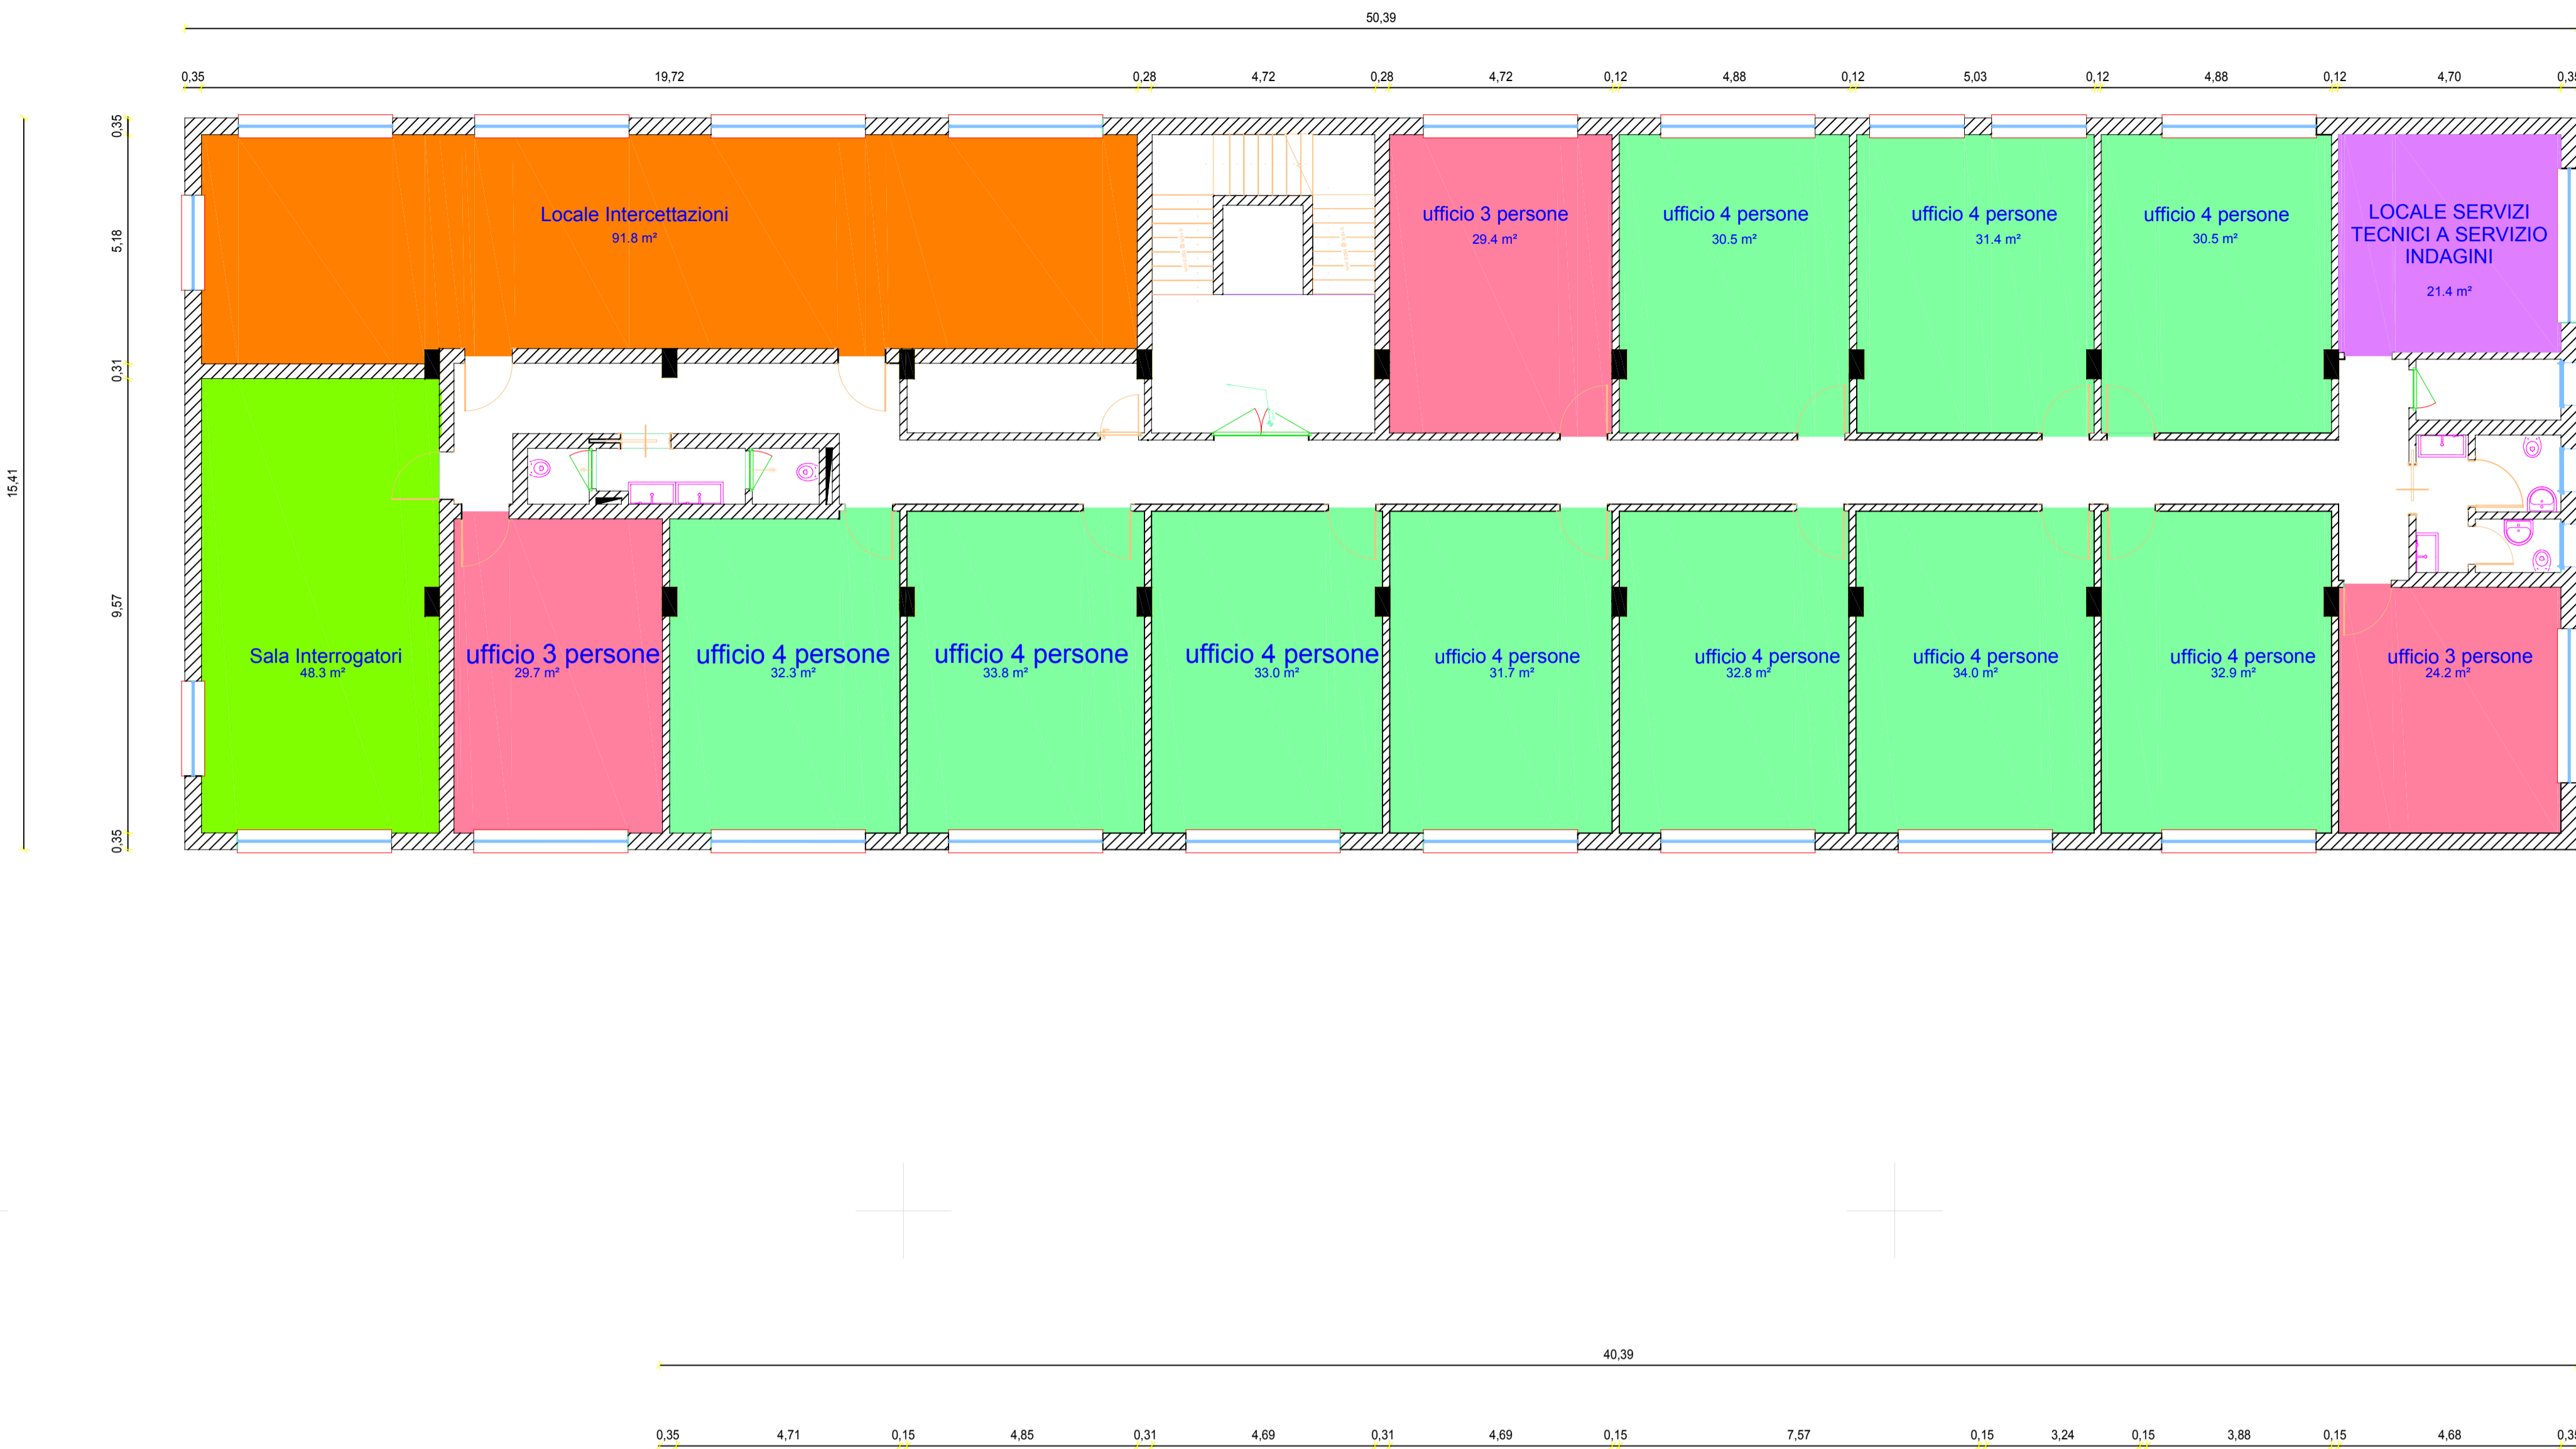 50,39
0,35 19,72 0,28 4,72 0,28 4,72 0,12 4,88 0,12 5,03 0,12 4,88 0,12 4,70
0,35
5,18
0,31
9,57
0,35
15,41
Locale Intercettazioni
91.8 m²
ufficio 3 persone
29.4 m²
ufficio 4 persone
30.5 m²
ufficio 4 persone
31.4 m²
ufficio 4 persone
30.5 m²
LOCALE SERVIZI
TECNICI A SERVIZIO
INDAGINI
21.4 m²
Sala Interrogatori
48.3 m²
ufficio 3 persone
29.7 m²
ufficio 4 persone
32.3 m²
ufficio 4 persone
33.8 m²
ufficio 4 persone
33.0 m²
ufficio 4 persone
31.7 m²
ufficio 4 persone
32.8 m²
ufficio 4 persone
34.0 m²
ufficio 4 persone
32.9 m²
ufficio 3 persone
24.2 m²
40,39
0,35 4,71 0,15 4,85 0,31 4,69 0,31 4,69 0,15 7,57 0,15 3,24 0,15 3,88 0,15 4,68